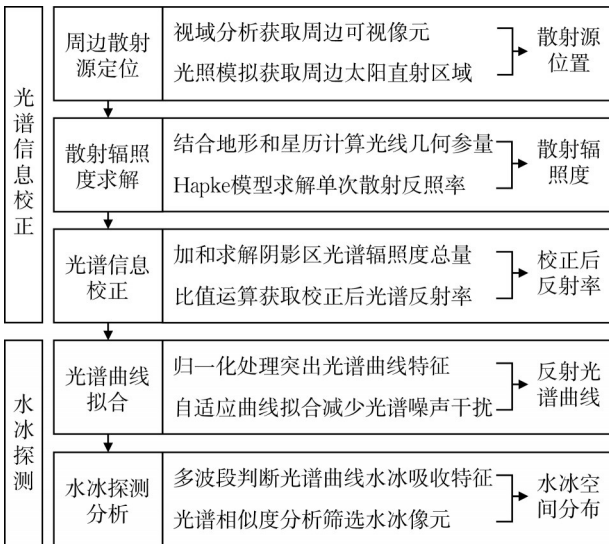 光谱信息校正
周边散射
源定位
视域分析获取周边可视像元
光照模拟获取周边太阳直射区域
散射源
位置
散射辐照
度求解
结合地形和星历计算光线几何参量
Hapke模型求解单次散射反照率
散射辐
照度
光谱信息
校正
加和求解阴影区光谱辐照度总量
比值运算获取校正后光谱反射率
校正后
反射率
水冰探测
光谱曲线
拟合
归一化处理突出光谱曲线特征
自适应曲线拟合减少光谱噪声干扰
反射光
谱曲线
水冰探测
分析
多波段判断光谱曲线水冰吸收特征
光谱相似度分析筛选水冰像元
水冰空
间分布